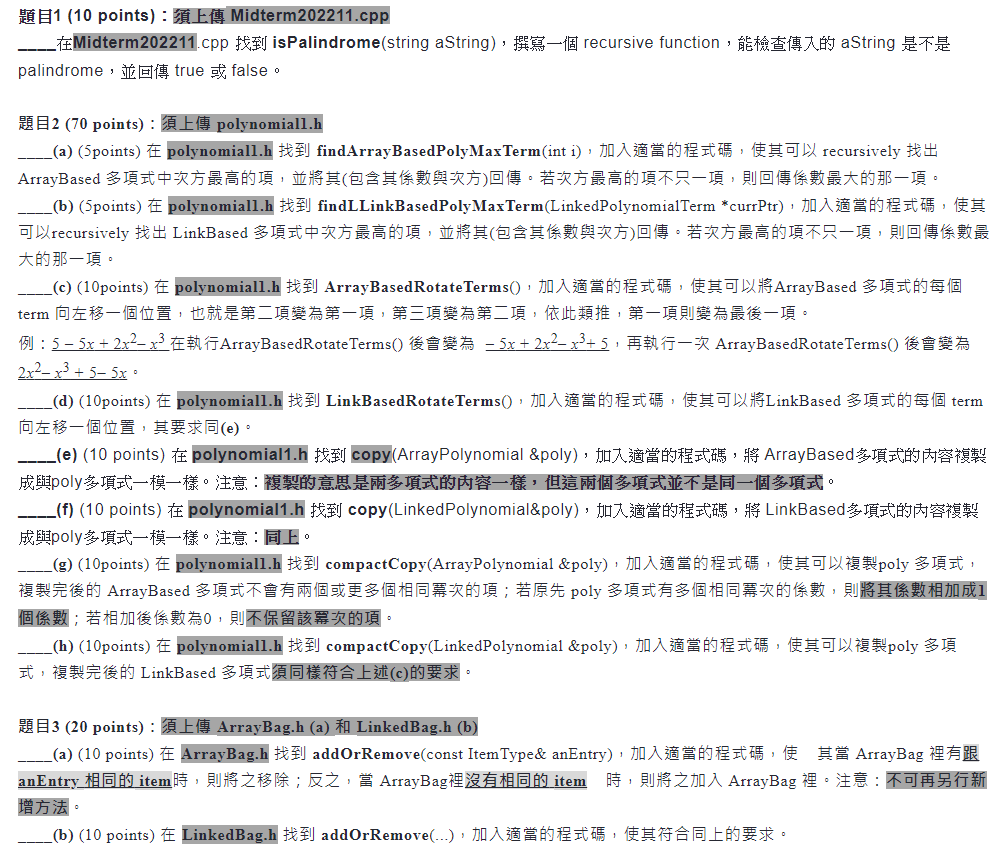 題目1 (10 points)：須上傳 Midterm202211.cpp
____在Midterm202211.cpp 找到 isPalindrome(string aString)，撰寫一個 recursive function，能檢查傳入的 aString 是不是
palindrome，並回傳 true 或 false。
題目2 (70 points)：須上傳 polynomial1.h
____(a) (5points) 在 polynomial1.h 找到 findArrayBasedPolyMaxTerm(int i)，加入適當的程式碼，使其可以 recursively 找出
ArrayBased 多項式中次方最高的項，並將其(包含其係數與次方)回傳。若次方最高的項不只一項，則回傳係數最大的那一項。
____(b) (5points) 在 polynomial1.h 找到 findLLinkBasedPolyMaxTerm(LinkedPolynomialTerm *currPtr)，加入適當的程式碼，使其
可以recursively 找出 LinkBased 多項式中次方最高的項，並將其(包含其係數與次方)回傳。若次方最高的項不只一項，則回傳係數最
大的那一項。
____(c) (10points) 在 polynomial1.h 找到 ArrayBasedRotateTerms()，加入適當的程式碼，使其可以將ArrayBased 多項式的每個
term 向左移一個位置，也就是第二項變為第一項，第三項變為第二項，依此類推，第一項則變為最後一項。
例：5 – 5x + 2x²– x³ 在執行ArrayBasedRotateTerms() 後會變為 – 5x + 2x²– x³+ 5，再執行一次 ArrayBasedRotateTerms() 後會變為
2x²– x³ + 5– 5x。
____(d) (10points) 在 polynomial1.h 找到 LinkBasedRotateTerms()，加入適當的程式碼，使其可以將LinkBased 多項式的每個 term
向左移一個位置，其要求同(e)。
____(e) (10 points) 在 polynomial1.h 找到 copy(ArrayPolynomial &poly)，加入適當的程式碼，將 ArrayBased多項式的內容複製
成與poly多項式一模一樣。注意：複製的意思是兩多項式的內容一樣，但這兩個多項式並不是同一個多項式。
____(f) (10 points) 在 polynomial1.h 找到 copy(LinkedPolynomial&poly)，加入適當的程式碼，將 LinkBased多項式的內容複製
成與poly多項式一模一樣。注意：同上。
____(g) (10points) 在 polynomial1.h 找到 compactCopy(ArrayPolynomial &poly)，加入適當的程式碼，使其可以複製poly 多項式，
複製完後的 ArrayBased 多項式不會有兩個或更多個相同冪次的項；若原先 poly 多項式有多個相同冪次的係數，則將其係數相加成1
個係數；若相加後係數為0，則不保留該冪次的項。
____(h) (10points) 在 polynomial1.h 找到 compactCopy(LinkedPolynomial &poly)，加入適當的程式碼，使其可以複製poly 多項
式，複製完後的 LinkBased 多項式須同樣符合上述(c)的要求。
題目3 (20 points)：須上傳 ArrayBag.h (a) 和 LinkedBag.h (b)
____(a) (10 points) 在 ArrayBag.h 找到 addOrRemove(const ItemType& anEntry)，加入適當的程式碼，使 其當 ArrayBag 裡有跟
anEntry 相同的 item時，則將之移除；反之，當 ArrayBag裡沒有相同的 item 時，則將之加入 ArrayBag 裡。注意：不可再另行新
增方法。
____(b) (10 points) 在 LinkedBag.h 找到 addOrRemove(...)，加入適當的程式碼，使其符合同上的要求。